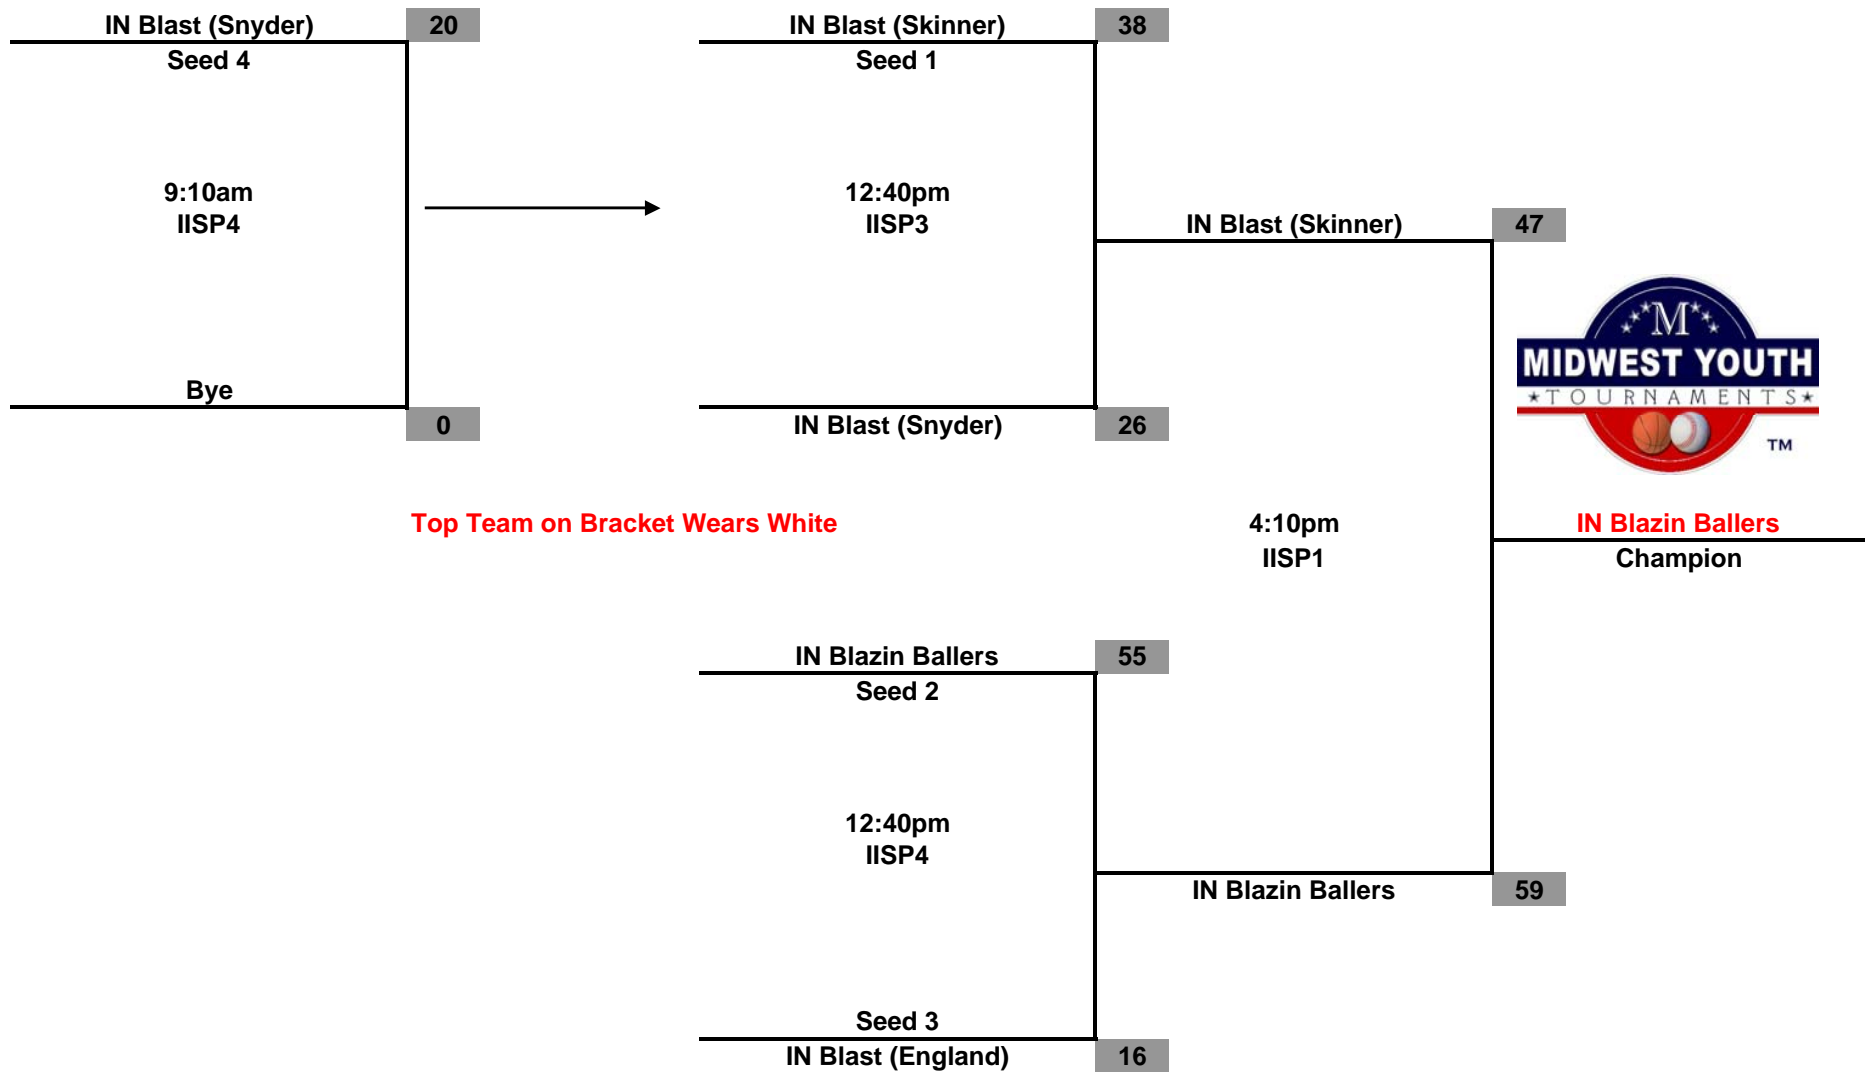 IN Blast (Snyder) 20
Seed 4
9:10am
IISP4
Bye
0
IN Blast (Skinner) 38
Seed 1
12:40pm
IISP3
IN Blast (Snyder) 26
IN Blast (Skinner) 47
M
MIDWEST YOUTH
TOURNAMENTS
TM
Top Team on Bracket Wears White
4:10pm
IISP1
IN Blazin Ballers
Champion
IN Blazin Ballers 55
Seed 2
12:40pm
IISP4
IN Blazin Ballers 59
Seed 3
IN Blast (England) 16